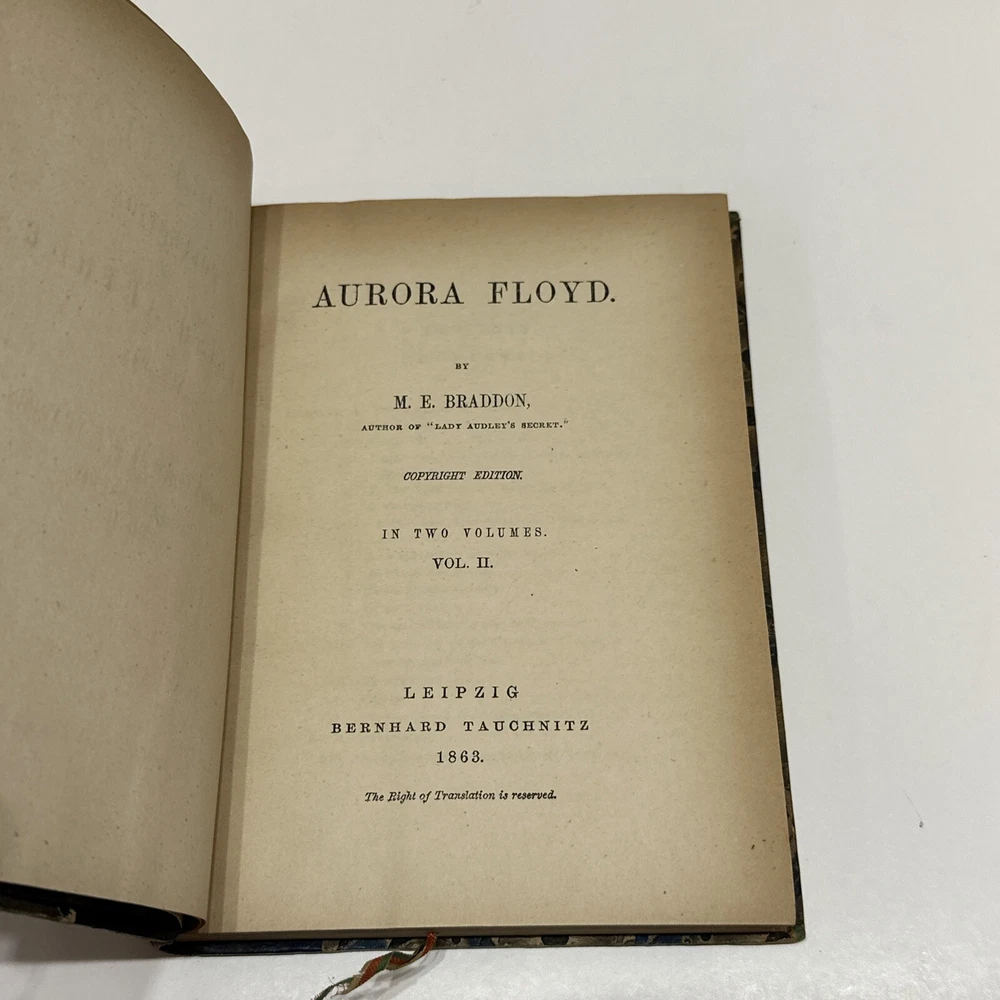 AURORA FLOYD.
BY
M. E. BRADDON,
AUTHOR OF "LADY AUDLEY'S SECRET."
COPYRIGHT EDITION.
IN TWO VOLUMES.
VOL. II.
LEIPZIG
BERNHARD TAUCHNITZ
1863.
The Right of Translation is reserved.